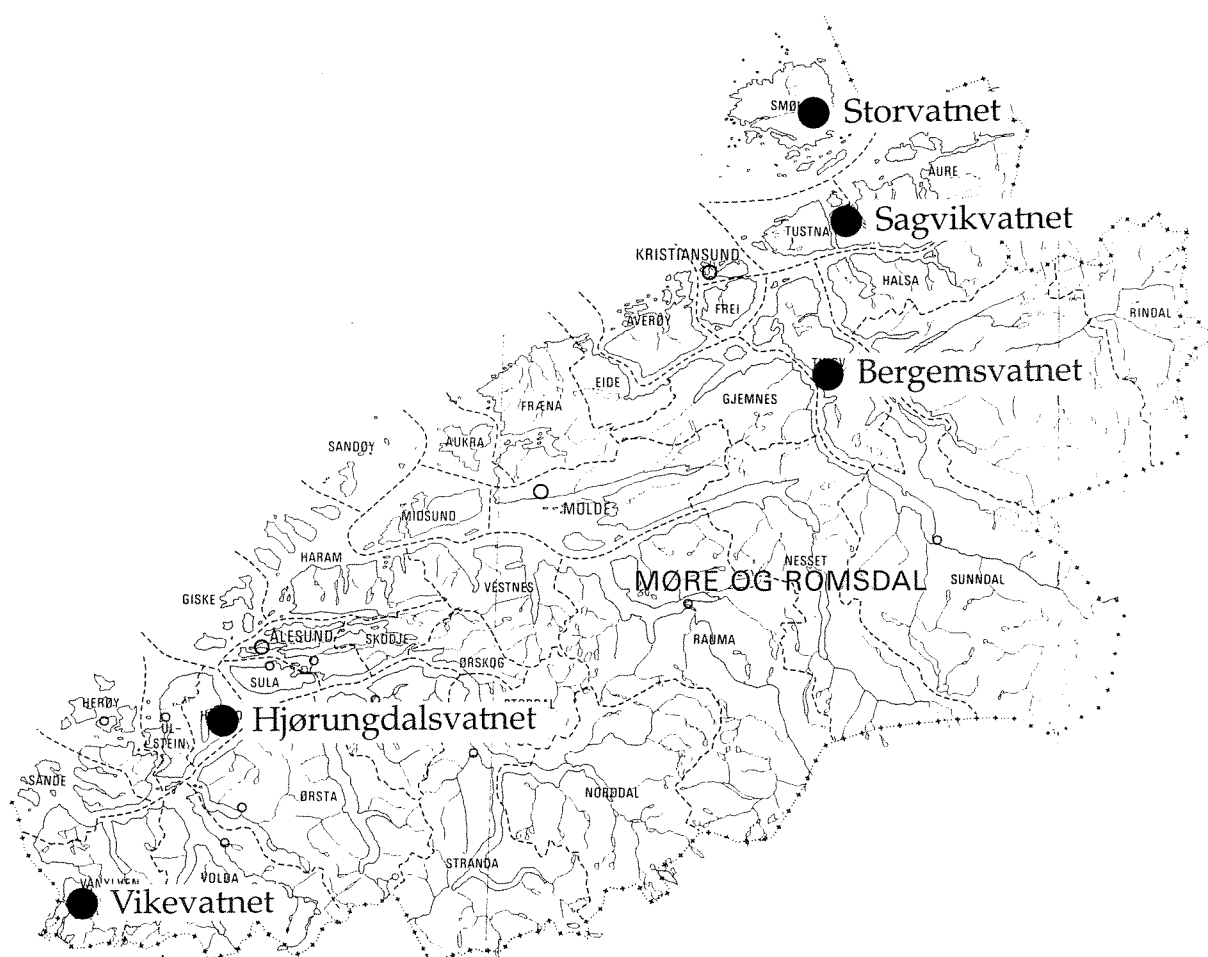 Storvatnet
AURE
Sagvikvatnet
TUSTNA
KRISTIANSUND
HALSA
FREI
RINDAL
AVERØY
Bergemsvatnet
EIDE
GJEMNES
FRÆNA
SANDØY
AUKRA
MOLDE
MIDSUND
HARAM
VESTNES
NESSET
MØRE OG ROMSDAL
SUNNDAL
GISKE
ÅLESUND
SKODJE
RAUMA
ØRSKOG
SULA
HERØY
Hjørungdalsvatnet
UL-
STEIN
SANDE
ØRSTA
NORDDAL
STRANDA
VOLDA
Vikevatnet